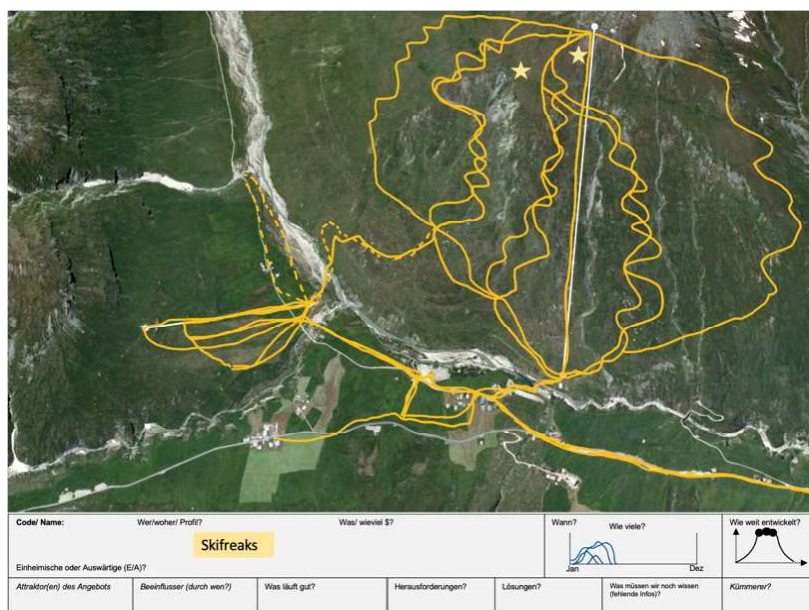 Code/ Name:
Wer/woher/ Profil?
Was/ wieviel $?
Wann?
Wie viele?
Wie weit entwickelt?
Skifreaks
Jan
Dez
Einheimische oder Auswärtige (E/A)?
Attraktor(en) des Angebots
Beeinflusser (durch wen?)
Was läuft gut?
Herausforderungen?
Lösungen?
Was müssen wir noch wissen
(fehlende Infos)?
Kümmerer?